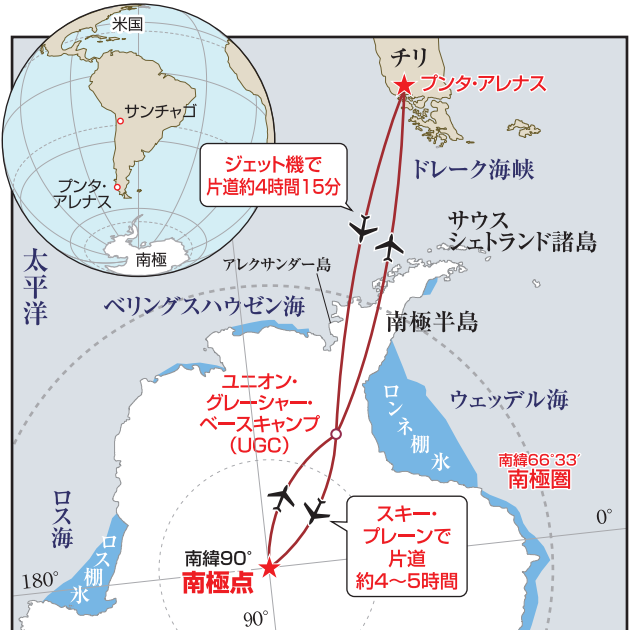 米国
サンチャゴ
プンタ・
アレナス
南極
チリ
プンタ・アレナス
ジェット機で
片道約4時間15分
ドレーク海峡
サウス
シェトランド諸島
太平洋
アレクサンダー島
ベリングスハウゼン海
南極半島
ユニオン・
グレーシャー・
ベースキャンプ
（UGC）
ロンネ棚氷
ウェッデル海
南緯66°33′
南極圏
ロス海
ロス棚氷
スキー・
プレーンで
片道
約4〜5時間
0°
南緯90°
南極点
180°
90°